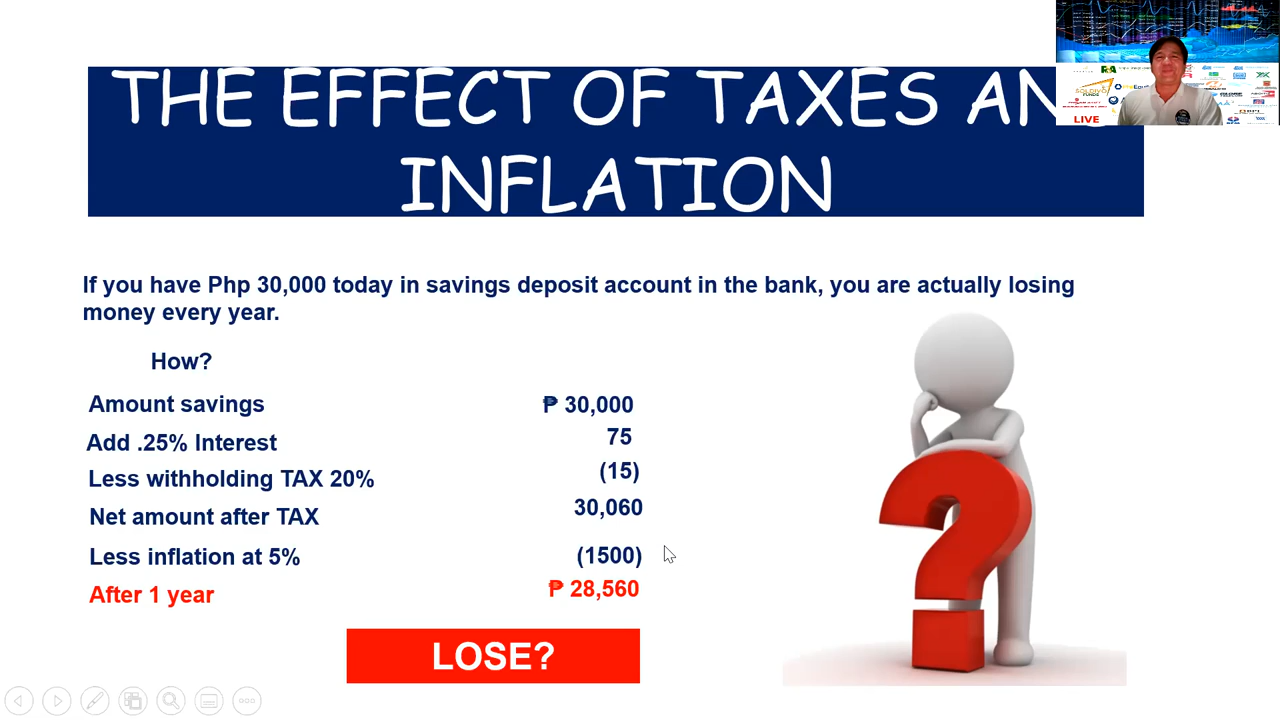 THE EFFECT OF TAXES AN
INFLATION
LIVE
If you have Php 30,000 today in savings deposit account in the bank, you are actually losing
money every year.
How?
Amount savings ₱ 30,000
Add .25% Interest 75
Less withholding TAX 20% (15)
Net amount after TAX 30,060
Less inflation at 5% (1500)
After 1 year ₱ 28,560
LOSE?